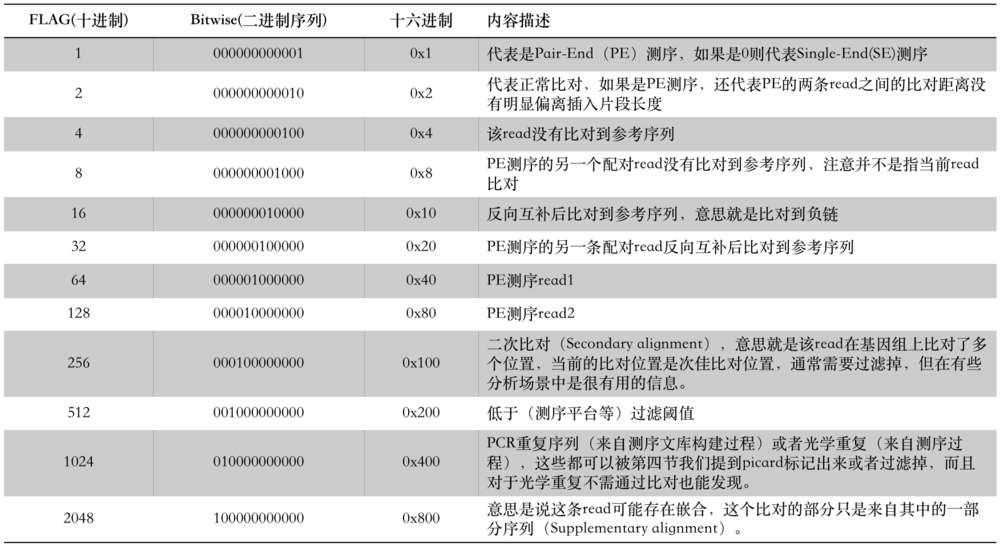 FLAG(十进制) Bitwise(二进制序列) 十六进制 内容描述
1 000000000001 0x1 代表是Pair-End（PE）测序，如果是0则代表Single-End(SE)测序
2 000000000010 0x2 代表正常比对，如果是PE测序，还代表PE的两条read之间的比对距离没
有明显偏离插入片段长度
4 000000000100 0x4 该read没有比对到参考序列
8 000000001000 0x8 PE测序的另一个配对read没有比对到参考序列，注意并不是指当前read
比对
16 000000010000 0x10 反向互补后比对到参考序列，意思就是比对到负链
32 000000100000 0x20 PE测序的另一条配对read反向互补后比对到参考序列
64 000001000000 0x40 PE测序read1
128 000010000000 0x80 PE测序read2
256 000100000000 0x100 二次比对（Secondary alignment），意思就是该read在基因组上比对了多
个位置，当前的比对位置是次佳比对位置，通常需要过滤掉，但在有些
分析场景中是很有用的信息。
512 001000000000 0x200 低于（测序平台等）过滤阈值
1024 010000000000 0x400 PCR重复序列（来自测序文库构建过程）或者光学重复（来自测序过
程），这些都可以被第四节我们提到picard标记出来或者过滤掉，而且
对于光学重复不需通过比对也能发现。
2048 100000000000 0x800 意思是说这条read可能存在嵌合，这个比对的部分只是来自其中的一部
分序列（Supplementary alignment）。